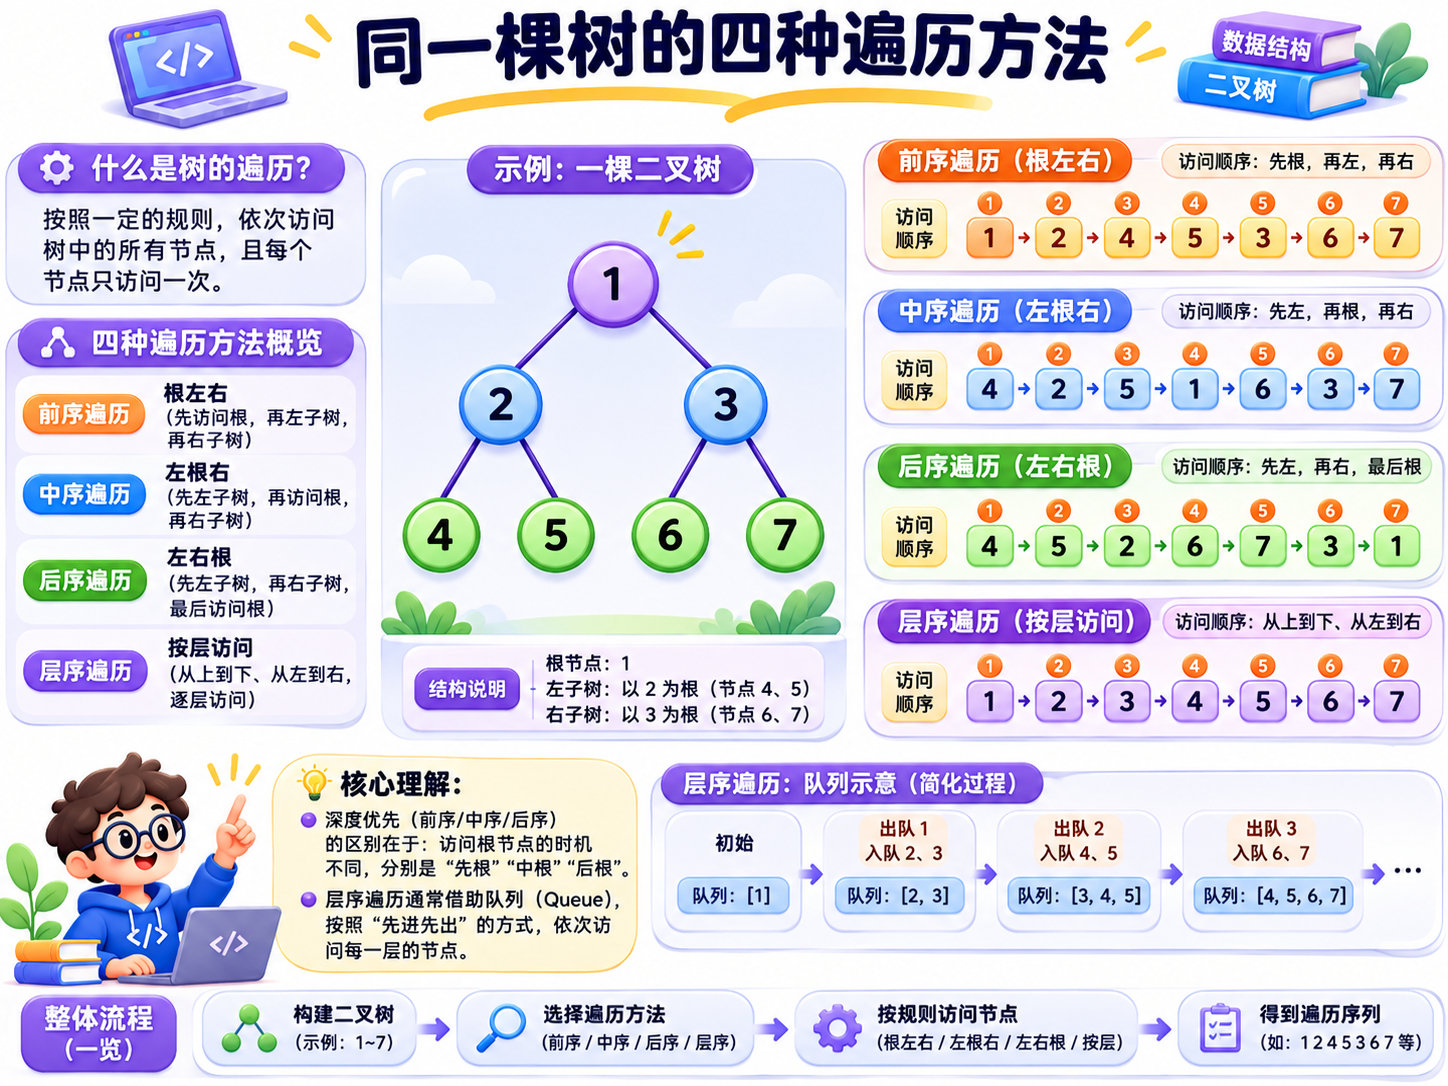 </>
同一棵树的四种遍历方法
数据结构
二叉树
什么是树的遍历？
按照一定的规则，依次访问
树中的所有节点，且每个
节点只访问一次。
四种遍历方法概览
前序遍历
根左右
（先访问根，再左子树，
再右子树）
中序遍历
左根右
（先左子树，再访问根，
再右子树）
后序遍历
左右根
（先左子树，再右子树，
最后访问根）
层序遍历
按层访问
（从上到下、从左到右，
逐层访问）
示例：一棵二叉树
1
2 3
4 5 6 7
结构说明
根节点：1
左子树：以 2 为根（节点 4、5）
右子树：以 3 为根（节点 6、7）
前序遍历（根左右）
访问顺序：先根，再左，再右
访问
顺序
1 2 3 4 5 6 7
1 → 2 → 4 → 5 → 3 → 6 → 7
中序遍历（左根右）
访问顺序：先左，再根，再右
访问
顺序
1 2 3 4 5 6 7
4 → 2 → 5 → 1 → 6 → 3 → 7
后序遍历（左右根）
访问顺序：先左，再右，最后根
访问
顺序
1 2 3 4 5 6 7
4 → 5 → 2 → 6 → 7 → 3 → 1
层序遍历（按层访问）
访问顺序：从上到下、从左到右
访问
顺序
1 2 3 4 5 6 7
1 → 2 → 3 → 4 → 5 → 6 → 7
</>
</>
核心理解：
深度优先（前序/中序/后序）
的区别在于：访问根节点的时机
不同，分别是“先根”“中根”“后根”。
层序遍历通常借助队列（Queue），
按照“先进先出”的方式，依次访
问每一层的节点。
层序遍历：队列示意（简化过程）
初始
队列：[1]
出队 1
入队 2、3
队列：[2, 3]
出队 2
入队 4、5
队列：[3, 4, 5]
出队 3
入队 6、7
队列：[4, 5, 6, 7]
···
整体流程
（一览）
构建二叉树
（示例：1~7）
选择遍历方法
（前序 / 中序 / 后序 / 层序）
按规则访问节点
（根左右 / 左根右 / 左右根 / 按层）
得到遍历序列
（如：1 2 4 5 3 6 7 等）